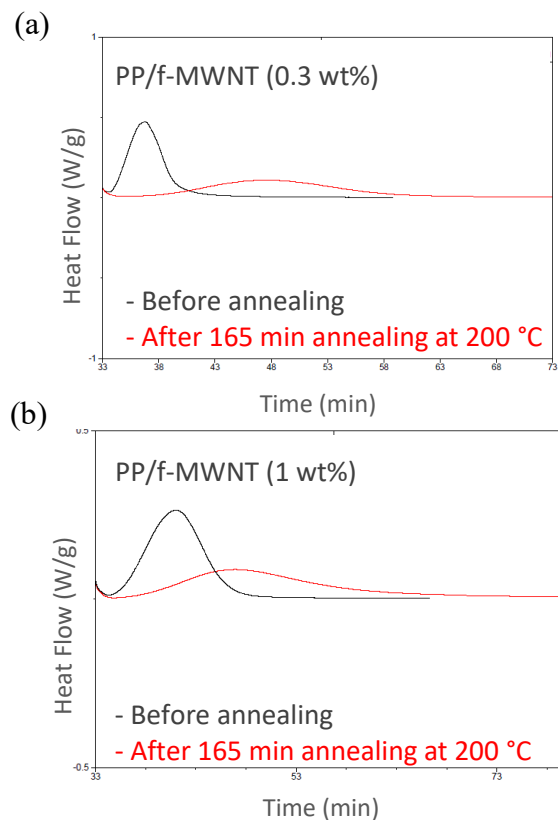 (a)
1
PP/f-MWNT (0.3 wt%)
Heat Flow (W/g)
- Before annealing
- After 165 min annealing at 200 °C
-1
33 38 43 48 53 58 63 68 73
Time (min)
(b)
0.5
PP/f-MWNT (1 wt%)
Heat Flow (W/g)
- Before annealing
- After 165 min annealing at 200 °C
-0.5
33 53 73
Time (min)